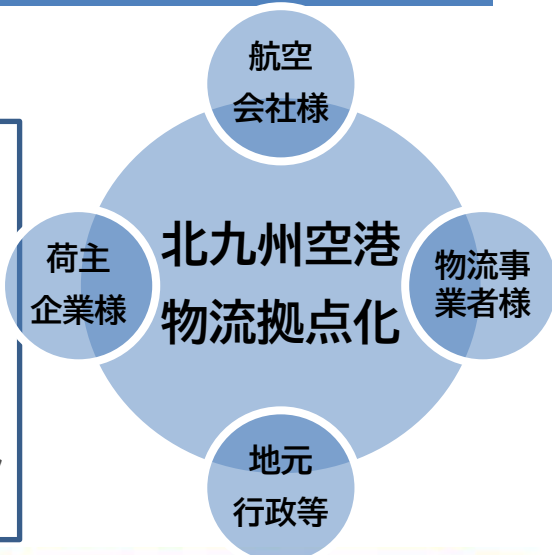 航空
会社様
荷主
企業様
北九州空港
物流拠点化
物流事
業者様
地元
行政等